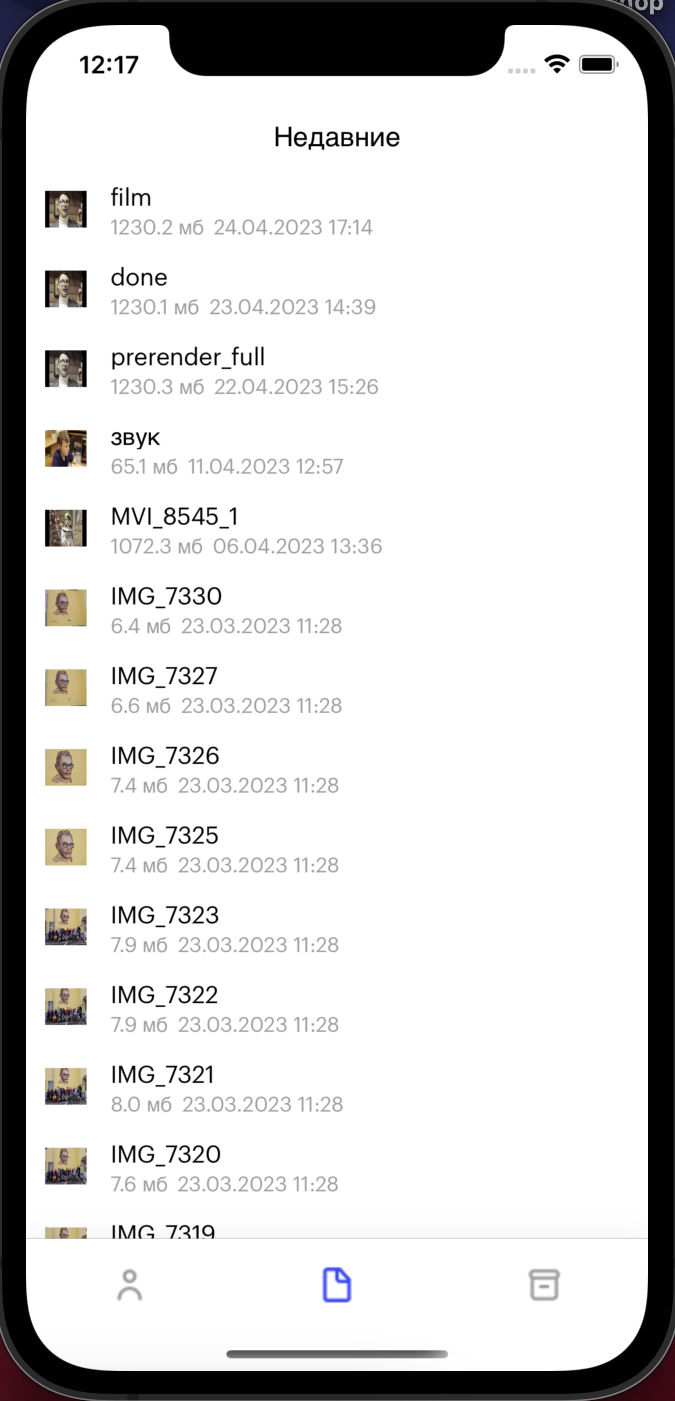 hop
12:17
Недавние
film
1230.2 мб 24.04.2023 17:14
done
1230.1 мб 23.04.2023 14:39
prerender_full
1230.3 мб 22.04.2023 15:26
звук
65.1 мб 11.04.2023 12:57
MVI_8545_1
1072.3 мб 06.04.2023 13:36
IMG_7330
6.4 мб 23.03.2023 11:28
IMG_7327
6.6 мб 23.03.2023 11:28
IMG_7326
7.4 мб 23.03.2023 11:28
IMG_7325
7.4 мб 23.03.2023 11:28
IMG_7323
7.9 мб 23.03.2023 11:28
IMG_7322
7.9 мб 23.03.2023 11:28
IMG_7321
8.0 мб 23.03.2023 11:28
IMG_7320
7.6 мб 23.03.2023 11:28
IMG_7319